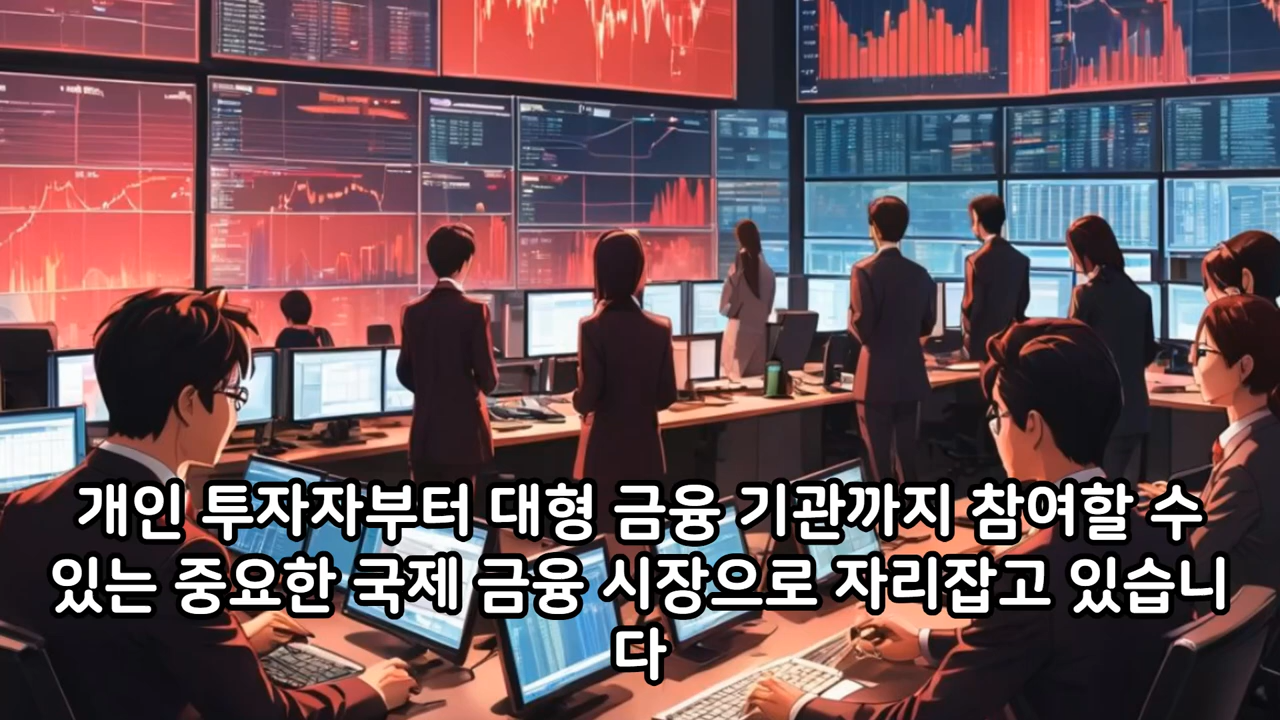 개인 투자자부터 대형 금융 기관까지 참여할 수
있는 중요한 국제 금융 시장으로 자리잡고 있습니
다